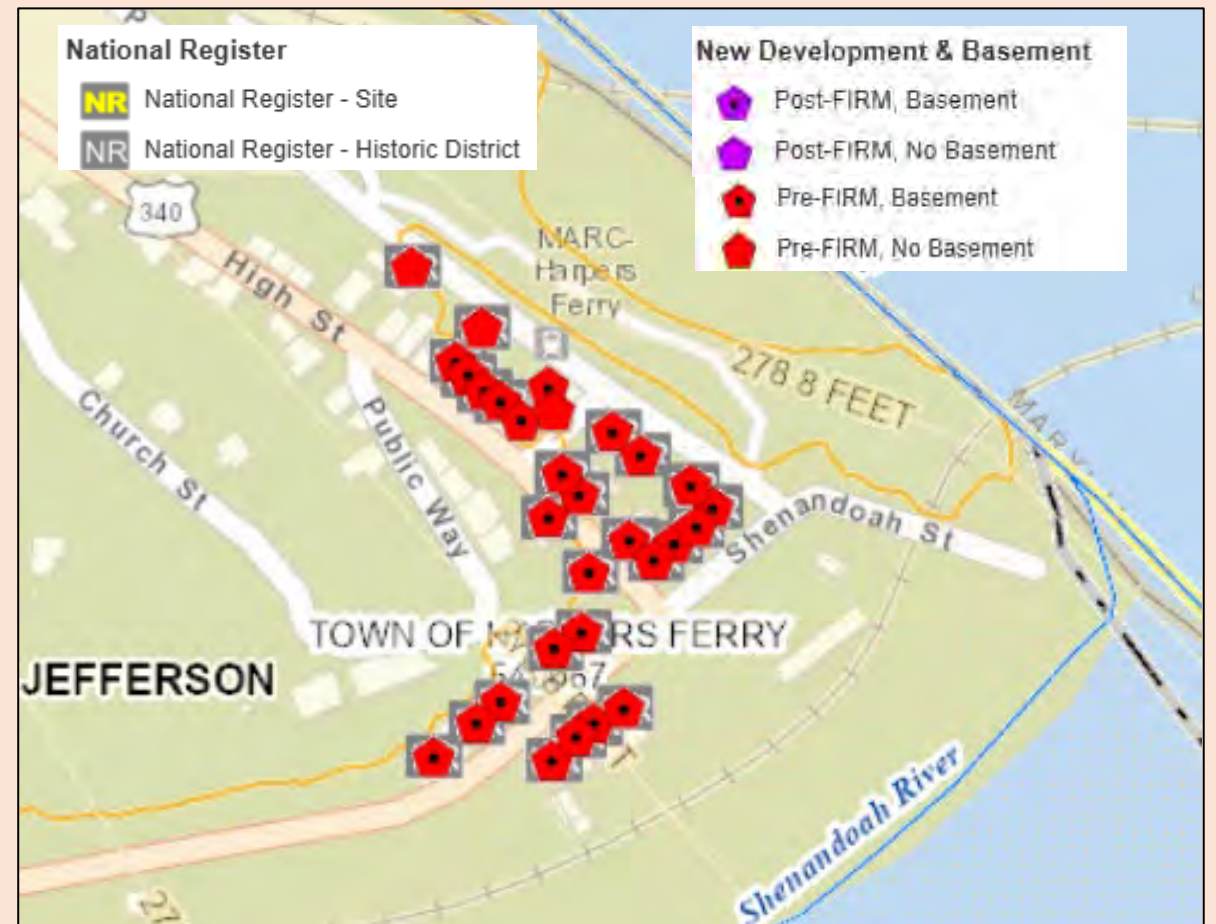 National Register
NR National Register - Site
NR National Register - Historic District
New Development & Basement
Post-FIRM, Basement
Post-FIRM, No Basement
Pre-FIRM, Basement
Pre-FIRM, No Basement
340
High St
MARC-
Harpers
Ferry
278 8 FEET
Church St
Public Way
Shenandoah St
TOWN OF
RS FERRY
JEFFERSON
Shenandoah River
27